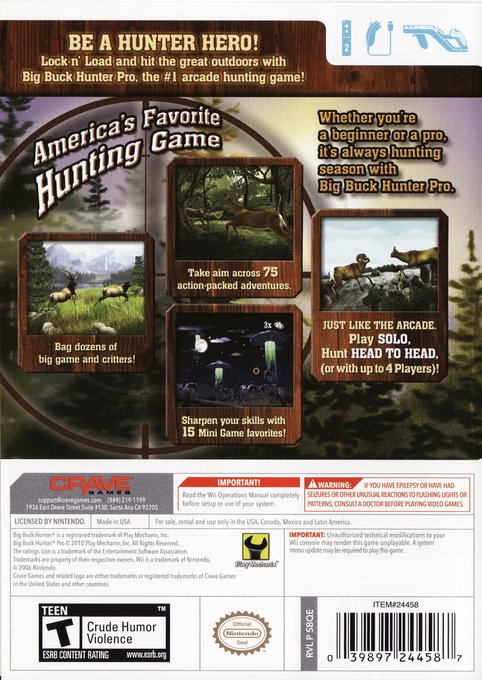 BE A HUNTER HERO!
Lock n' Load and hit the great outdoors with
Big Buck Hunter Pro, the #1 arcade hunting game!
2
America's Favorite
Hunting Game
Whether you're
a beginner or a pro,
it's always hunting
season with
Big Buck Hunter Pro.
Take aim across 75
action-packed adventures.
Bag dozens of
big game and critters!
3x
Sharpen your skills with
15 Mini Game favorites!
JUST LIKE THE ARCADE.
Play SOLO,
Hunt HEAD TO HEAD,
(or with up to 4 Players)!
CRAVE
GAMES
support@cravegames.com (949) 219-1199
1936 East Deere Street Suite #130, Santa Ana CA 92705
IMPORTANT!
Read the Wii Operations Manual completely
before setup or use of your system.
WARNING: IF YOU HAVE EPILEPSY OR HAVE HAD
SEIZURES OR OTHER UNUSUAL REACTIONS TO FLASHING LIGHTS OR
PATTERNS, CONSULT A DOCTOR BEFORE PLAYING VIDEO GAMES.
LICENSED BY NINTENDO. Made in USA For sale, rental and use only in the USA, Canada, Mexico and Latin America.
Big Buck Hunter® is a registered trademark of Play Mechanix, Inc.
Big Buck Hunter® Pro © 2010 Play Mechanix, Inc. All Rights Reserved.
The ratings icon is a trademark of the Entertainment Software Association.
Trademarks are property of their respective owners. Wii is a trademark of Nintendo.
© 2006 Nintendo.
Crave Games and related logo are either trademarks or registered trademarks of Crave Games
in the United States and other countries.
Play Mechanix
IMPORTANT: Unauthorized technical modifications to your
Wii console may render this game unplayable. A system
menu update may be required to play this game.
TEEN
T
™
Crude Humor
Violence
ESRB CONTENT RATING www.esrb.org
Official
Nintendo
Seal
RVL P SBQE
ITEM#24458
0 39897 24458 7